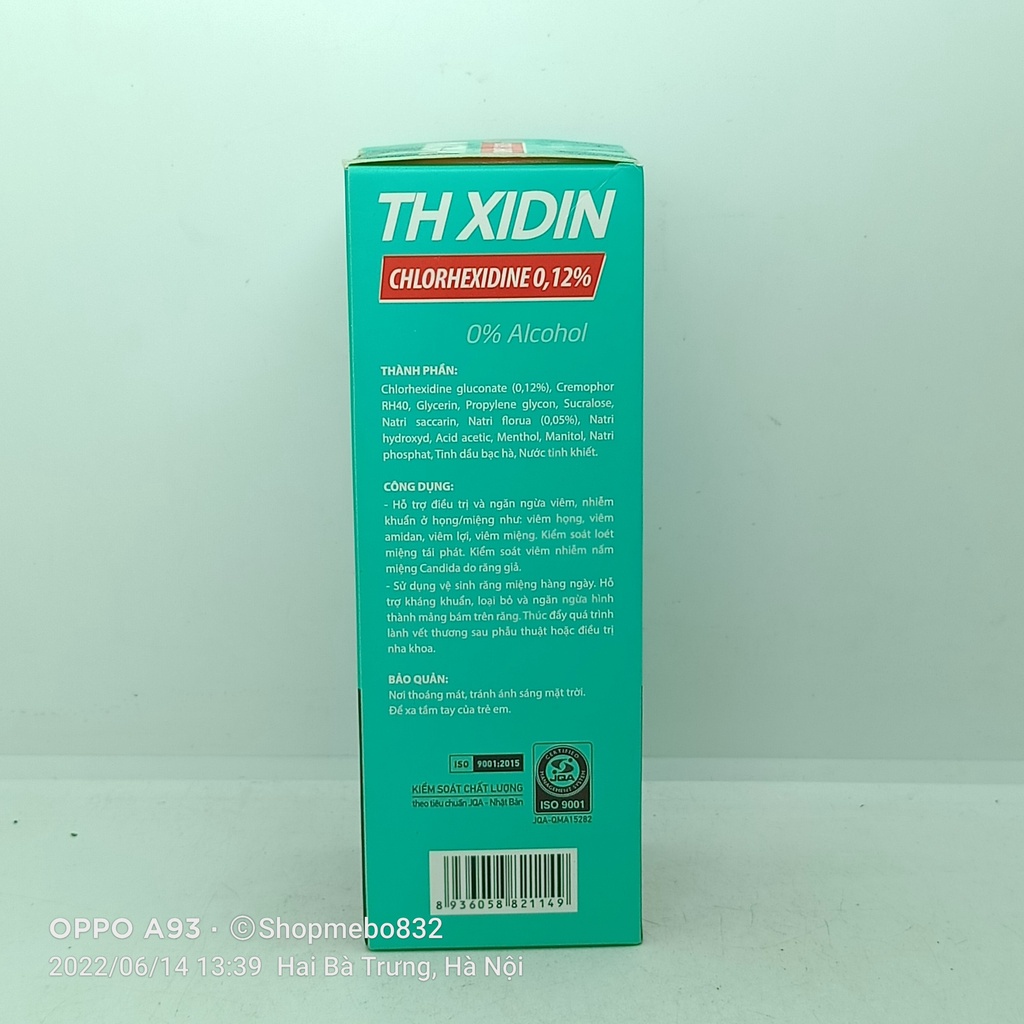 TH XIDIN
CHLORHEXIDINE 0,12%
0% Alcohol
THÀNH PHẦN:
Chlorhexidine gluconate (0,12%), Cremophor
RH40, Glycerin, Propylene glycon, Sucralose,
Natri saccarin, Natri florua (0,05%), Natri
hydroxyd, Acid acetic, Menthol, Manitol, Natri
phosphat, Tinh dầu bạc hà, Nước tinh khiết.
CÔNG DỤNG:
- Hỗ trợ điều trị và ngăn ngừa viêm, nhiễm
khuẩn ở họng/miệng như: viêm họng, viêm
amidan, viêm lợi, viêm miệng. Kiểm soát loét
miệng tái phát. Kiểm soát viêm nhiễm nấm
miệng Candida do răng giả.
- Sử dụng vệ sinh răng miệng hàng ngày. Hỗ
trợ kháng khuẩn, loại bỏ và ngăn ngừa hình
thành mảng bám trên răng. Thúc đẩy quá trình
lành vết thương sau phẫu thuật hoặc điều trị
nha khoa.
BẢO QUẢN:
Nơi thoáng mát, tránh ánh sáng mặt trời.
Để xa tầm tay của trẻ em.
ISO 9001:2015
KIỂM SOÁT CHẤT LƯỢNG
theo tiêu chuẩn JQA - Nhật Bản
CERTIFIED
JQA
MANAGEMENT SYSTEM
ISO 9001
JQA-QMA15282
8 936058 821149
OPPO A93 · ©Shopmebo832
2022/06/14 13:39 Hai Bà Trưng, Hà Nội